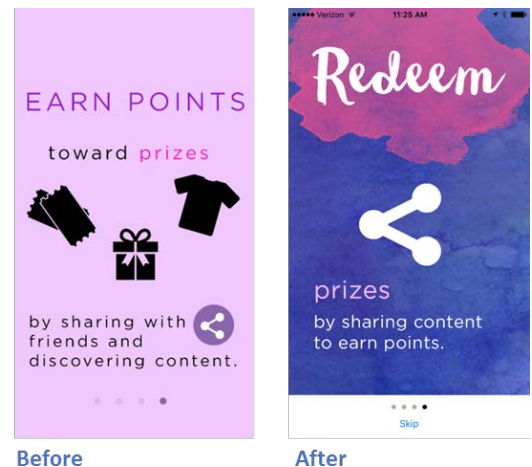 EARN POINTS
toward prizes
by sharing with
friends and
discovering content.
Before
Verizon 11:25 AM
Redeem
prizes
by sharing content
to earn points.
Skip
After